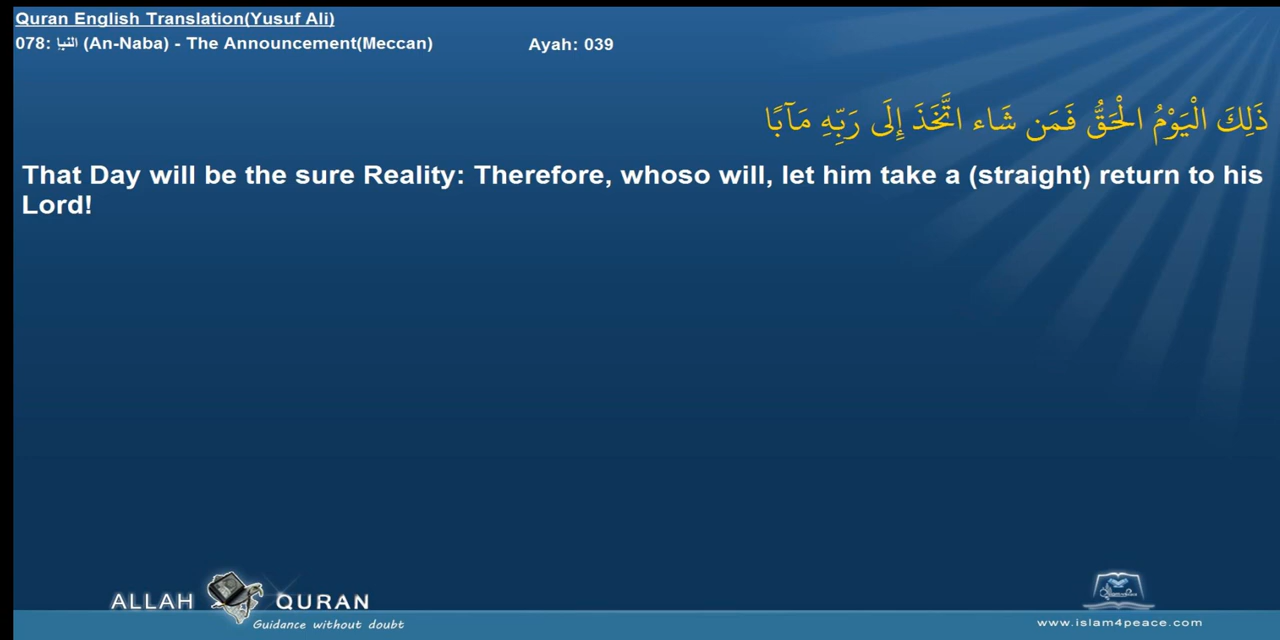 Quran English Translation(Yusuf Ali)
078: النبإ (An-Naba) - The Announcement(Meccan) Ayah: 039
ذَلِكَ الْيَوْمُ الْحَقُّ فَمَن شَاء اتَّخَذَ إِلَى رَبِّهِ مَآبًا
That Day will be the sure Reality: Therefore, whoso will, let him take a (straight) return to his
Lord!
ALLAH QURAN
Guidance without doubt
www.islam4peace.com